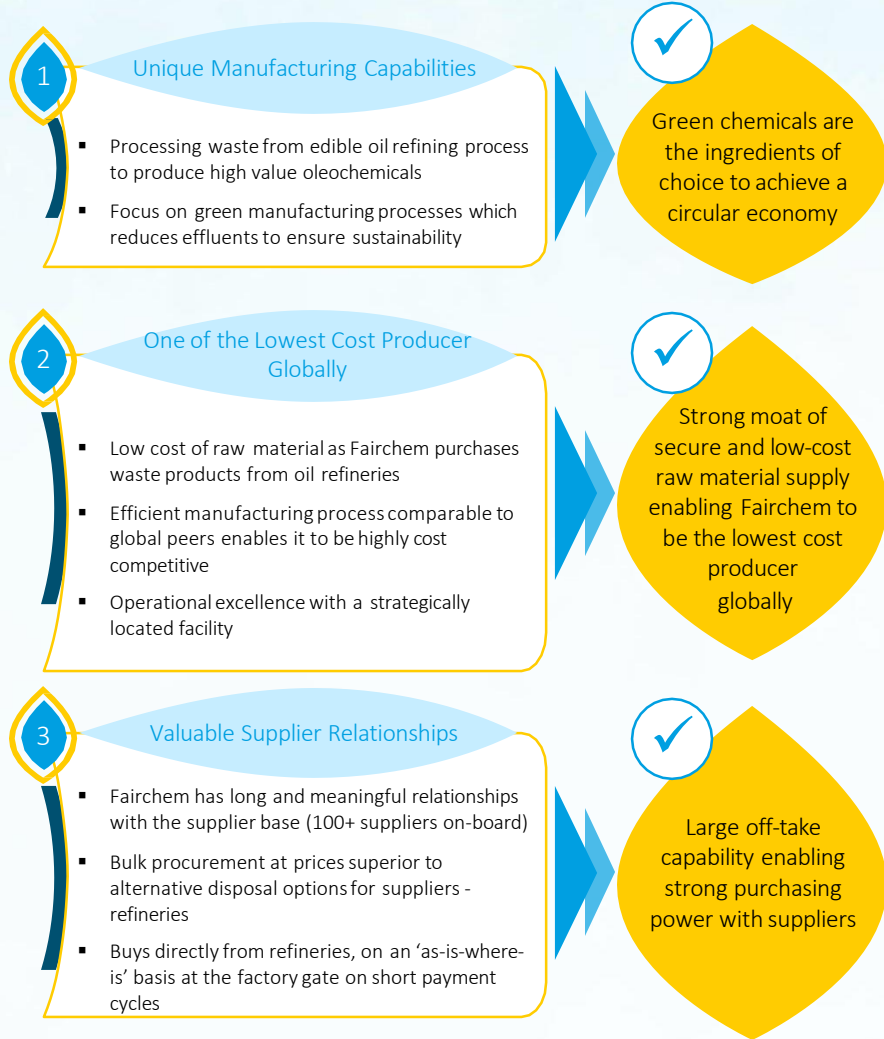 1
Unique Manufacturing Capabilities
▪ Processing waste from edible oil refining process
to produce high value oleochemicals
▪ Focus on green manufacturing processes which
reduces effluents to ensure sustainability
Green chemicals are
the ingredients of
choice to achieve a
circular economy
2
One of the Lowest Cost Producer
Globally
▪ Low cost of raw material as Fairchem purchases
waste products from oil refineries
▪ Efficient manufacturing process comparable to
global peers enables it to be highly cost
competitive
▪ Operational excellence with a strategically
located facility
Strong moat of
secure and low-cost
raw material supply
enabling Fairchem to
be the lowest cost
producer
globally
3
Valuable Supplier Relationships
▪ Fairchem has long and meaningful relationships
with the supplier base (100+ suppliers on-board)
▪ Bulk procurement at prices superior to
alternative disposal options for suppliers -
refineries
▪ Buys directly from refineries, on an ‘as-is-where-
is’ basis at the factory gate on short payment
cycles
Large off-take
capability enabling
strong purchasing
power with suppliers